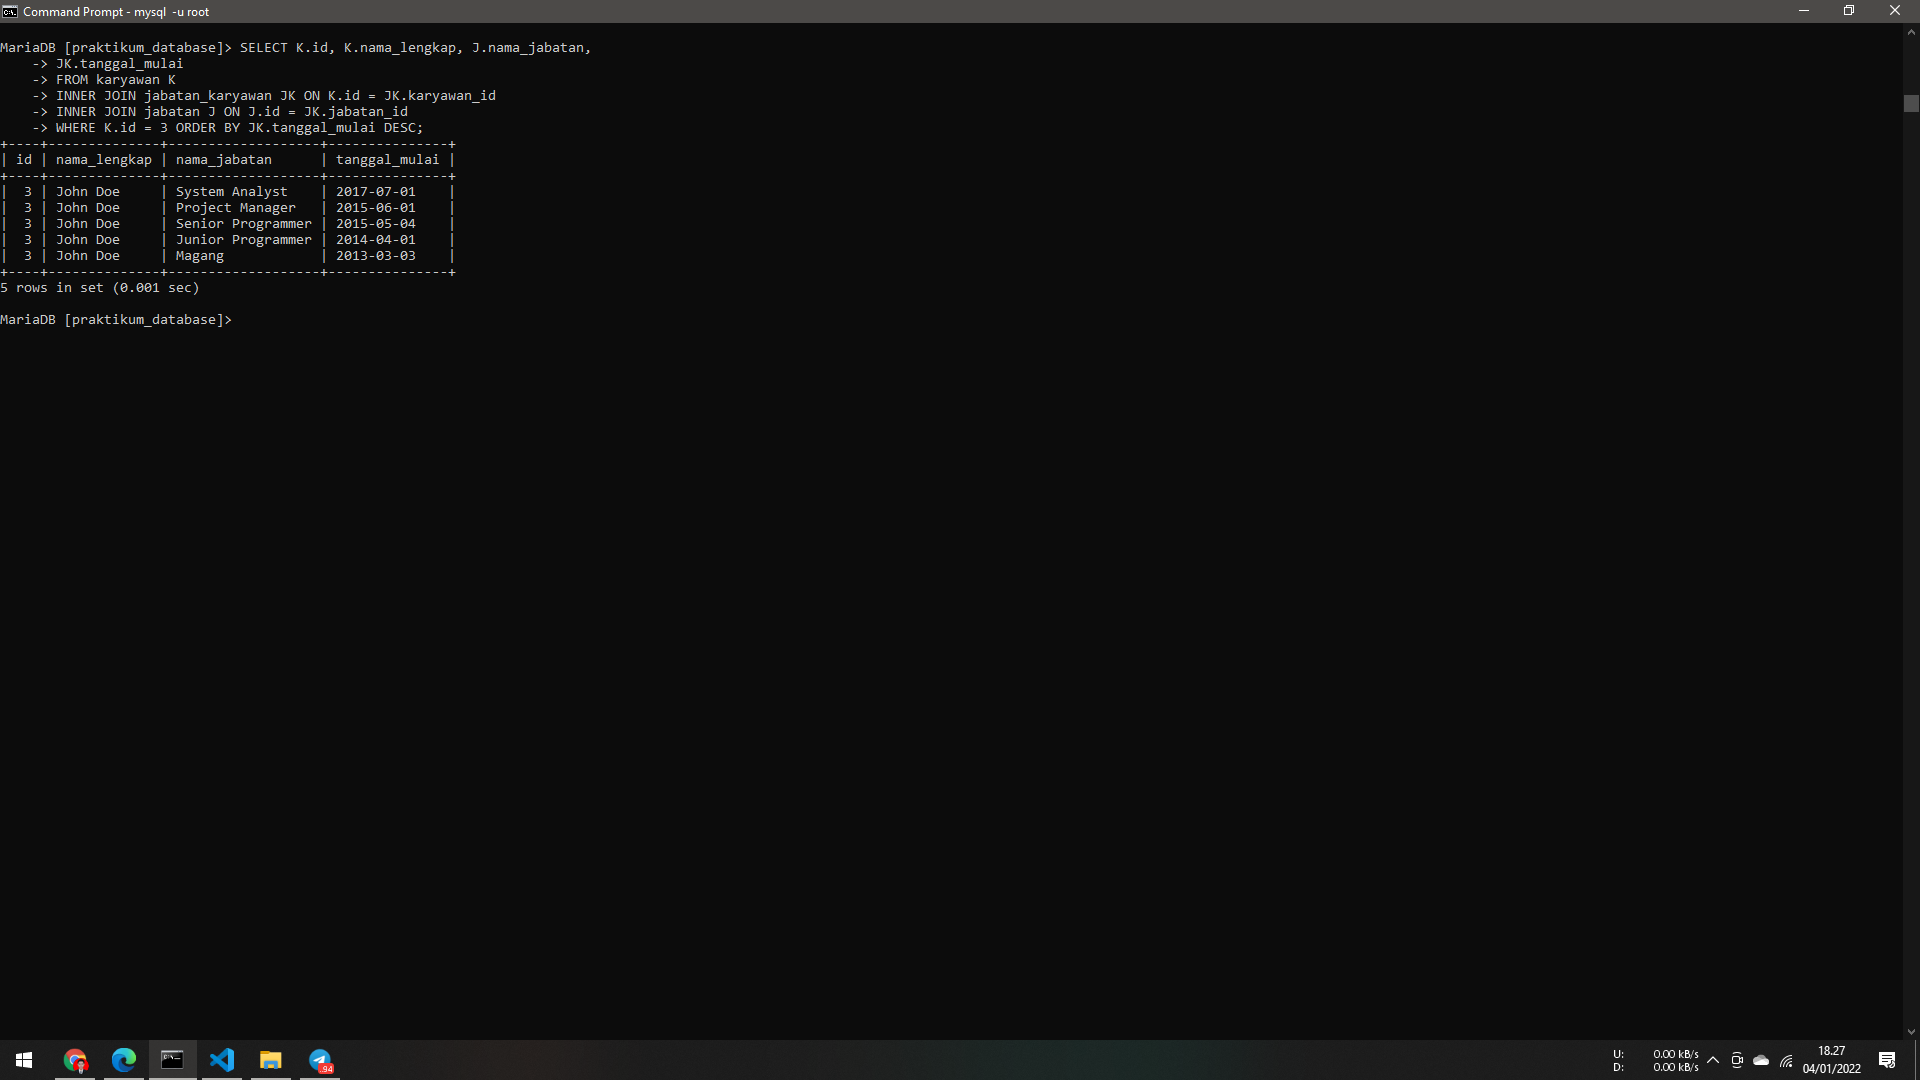 Command Prompt - mysql  -u root
MariaDB [praktikum_database]> SELECT K.id, K.nama_lengkap, J.nama_jabatan,
    -> JK.tanggal_mulai
    -> FROM karyawan K
    -> INNER JOIN jabatan_karyawan JK ON K.id = JK.karyawan_id
    -> INNER JOIN jabatan J ON J.id = JK.jabatan_id
    -> WHERE K.id = 3 ORDER BY JK.tanggal_mulai DESC;
+----+--------------+-------------------+---------------+
| id | nama_lengkap | nama_jabatan      | tanggal_mulai |
+----+--------------+-------------------+---------------+
|  3 | John Doe     | System Analyst    | 2017-07-01    |
|  3 | John Doe     | Project Manager   | 2015-06-01    |
|  3 | John Doe     | Senior Programmer | 2015-05-04    |
|  3 | John Doe     | Junior Programmer | 2014-04-01    |
|  3 | John Doe     | Magang            | 2013-03-03    |
+----+--------------+-------------------+---------------+
5 rows in set (0.001 sec)
MariaDB [praktikum_database]>
94
U: 0.00 kB/s
D: 0.00 kB/s
18.27
04/01/2022